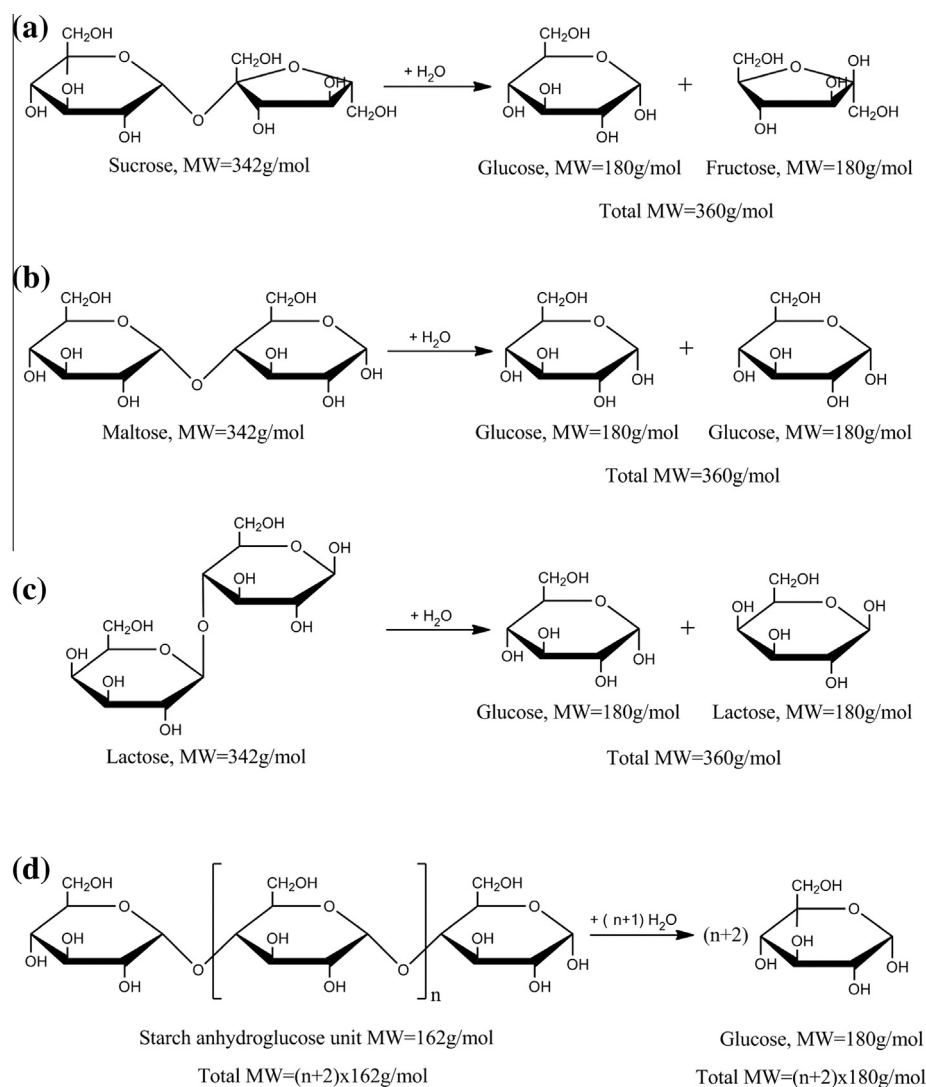 (a)
CH₂OH
O
OH
OH
OH
O
CH₂OH
O
OH
OH
CH₂OH
+ H₂O
CH₂OH
O
OH
OH
OH
OH
+
CH₂OH
O
OH
OH
OH
CH₂OH
Sucrose, MW=342g/mol
Glucose, MW=180g/mol
Fructose, MW=180g/mol
Total MW=360g/mol
(b)
CH₂OH
O
OH
OH
OH
O
CH₂OH
O
OH
OH
OH
+ H₂O
CH₂OH
O
OH
OH
OH
OH
+
CH₂OH
O
OH
OH
OH
OH
Maltose, MW=342g/mol
Glucose, MW=180g/mol
Glucose, MW=180g/mol
Total MW=360g/mol
(c)
CH₂OH
O
OH
OH
OH
O
CH₂OH
O
OH
OH
OH
+ H₂O
CH₂OH
O
OH
OH
OH
OH
+
CH₂OH
O
OH
OH
OH
OH
Glucose, MW=180g/mol
Lactose, MW=180g/mol
Lactose, MW=342g/mol
Total MW=360g/mol
(d)
CH₂OH
O
OH
OH
OH
O
CH₂OH
O
OH
OH
O
n
CH₂OH
O
OH
OH
OH
+ ( n+1) H₂O
(n+2)
CH₂OH
O
OH
OH
OH
OH
Starch anhydroglucose unit MW=162g/mol
Glucose, MW=180g/mol
Total MW=(n+2)x162g/mol
Total MW=(n+2)x180g/mol